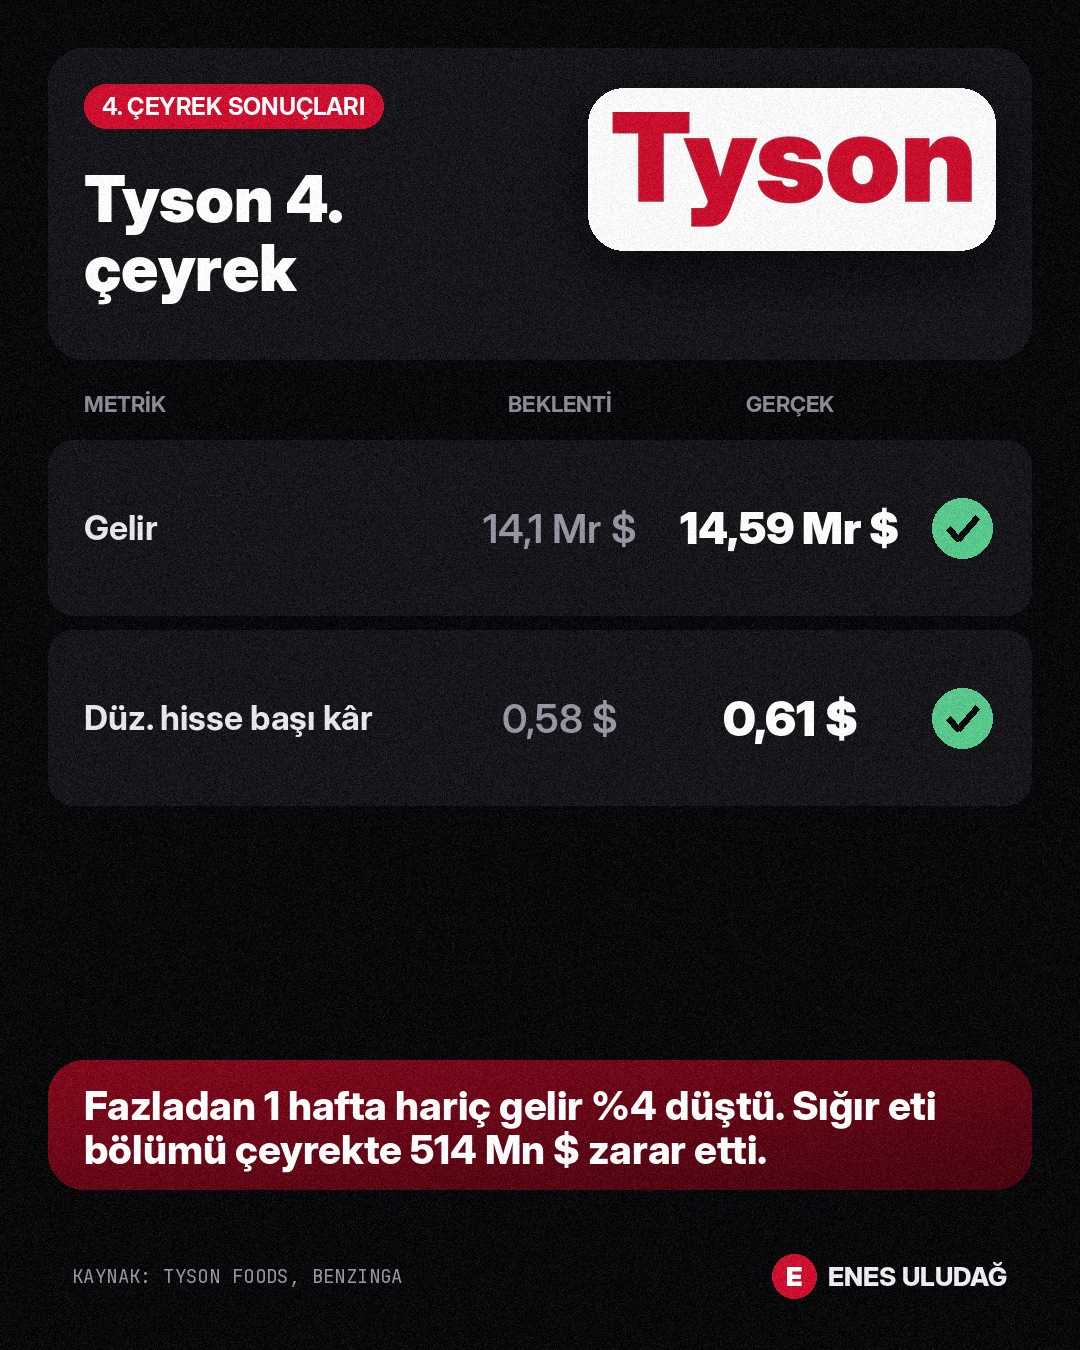 4. ÇEYREK SONUÇLARI
Tyson 4.
çeyrek
Tyson
METRİK BEKLENTİ GERÇEK
Gelir 14,1 Mr $ 14,59 Mr $
Düz. hisse başı kâr 0,58 $ 0,61 $
Fazladan 1 hafta hariç gelir %4 düştü. Sığır eti
bölümü çeyrekte 514 Mn $ zarar etti.
KAYNAK: TYSON FOODS, BENZINGA
E ENES ULUDAĞ